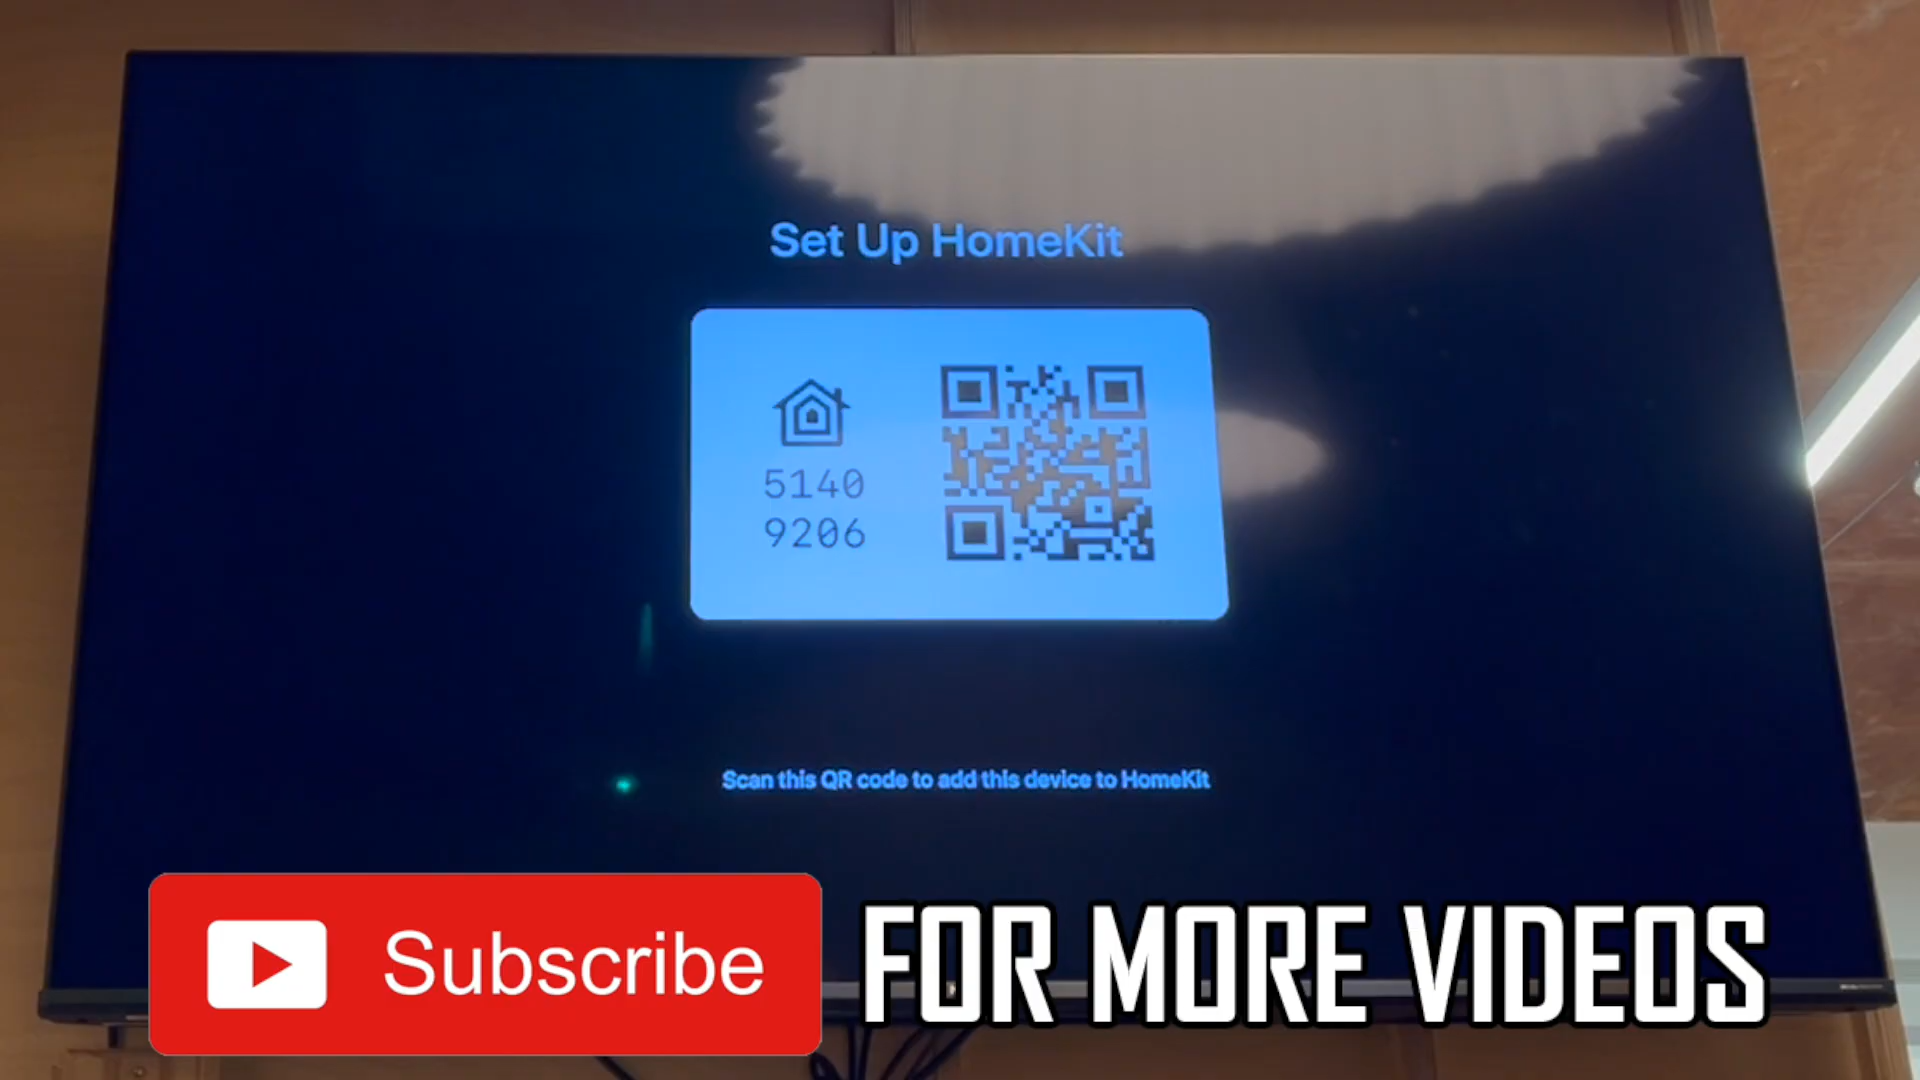 Set Up HomeKit
5140
9206
Scan this QR code to add this device to HomeKit
Subscribe
FOR MORE VIDEOS